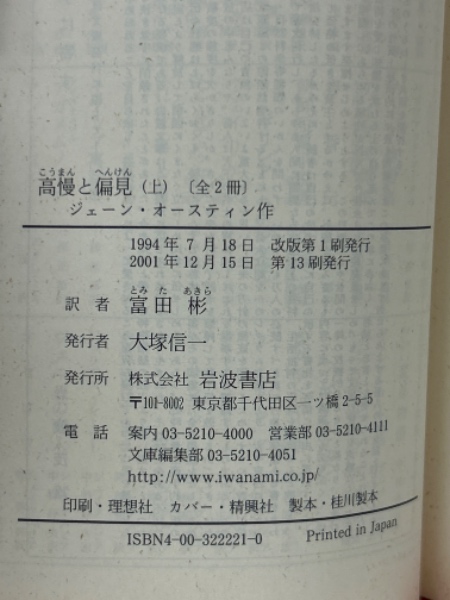 こうまん へんけん
高慢と偏見(上) 〔全2冊〕
ジェーン・オースティン作
1994年7月18日 改版第1刷発行
2001年12月15日 第13刷発行
とみ た あきら
訳者 富田 彬
発行者 大塚信一
発行所 株式会社 岩波書店
〒101-8002 東京都千代田区一ツ橋2-5-5
電話 案内 03-5210-4000 営業部 03-5210-4111
文庫編集部 03-5210-4051
http://www.iwanami.co.jp/
印刷・理想社 カバー・精興社 製本・桂川製本
ISBN4-00-322221-0 Printed in Japan